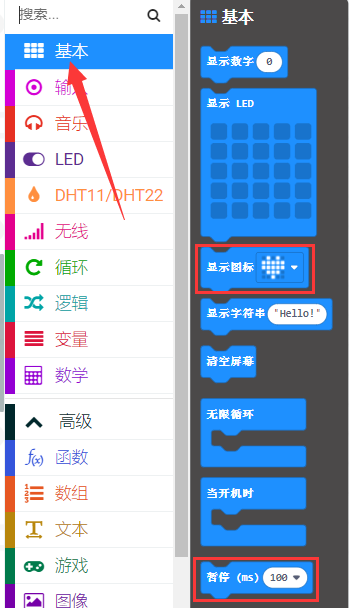 搜索...
基本
输入
音乐
LED
DHT11/DHT22
无线
循环
逻辑
变量
数学
高级
函数
数组
文本
游戏
图像
基本
显示数字 0
显示 LED
显示图标
显示字符串 "Hello!"
清空屏幕
无限循环
当开机时
暂停 (ms) 100